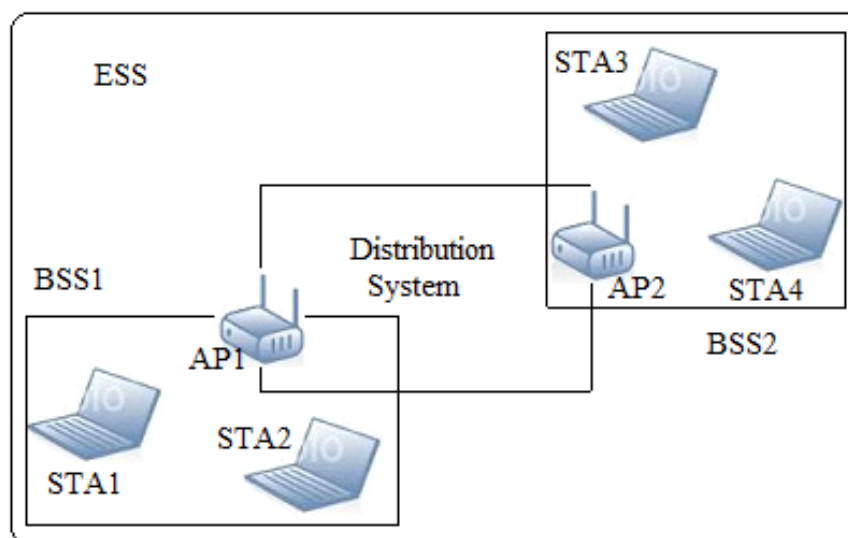 ESS
STA3
Distribution
System
BSS1
AP2
STA4
BSS2
AP1
STA2
STA1